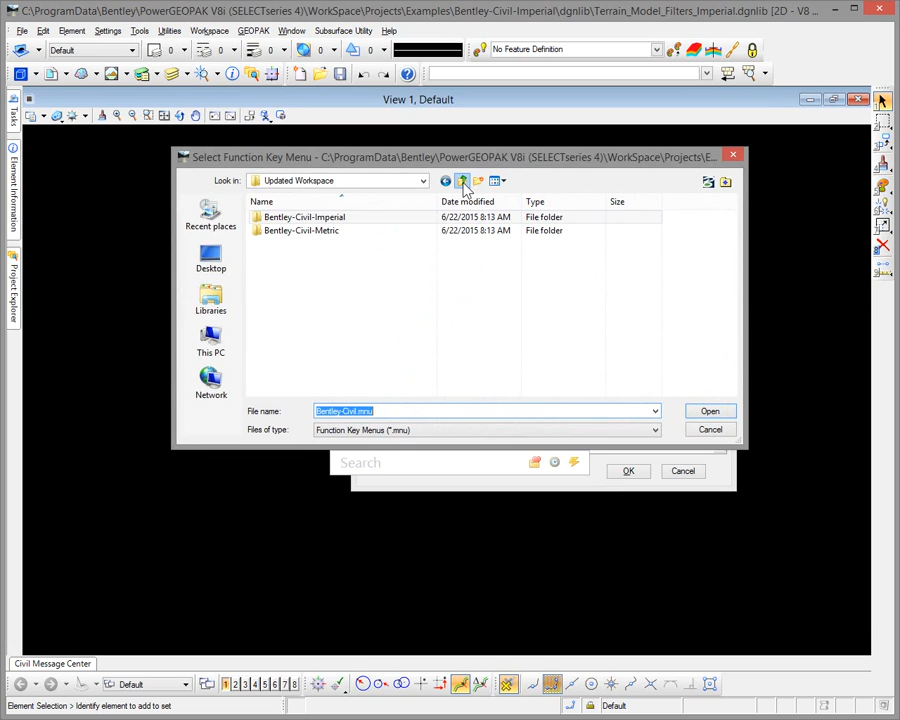 C:\ProgramData\Bentley\PowerGEOPAK V8i (SELECTseries 4)\WorkSpace\Projects\Examples\Bentley-Civil-Imperial\dgnlib\Terrain_Model_Filters_Imperial.dgnlib [2D - V8 ...
File Edit Element Settings Tools Utilities Workspace GEOPAK Window Subsurface Utility Help
Default 0 0 0 0 0 No Feature Definition
View 1, Default
Tasks
Element Information
Project Explorer
Select Function Key Menu - C:\ProgramData\Bentley\PowerGEOPAK V8i (SELECTseries 4)\WorkSpace\Projects\E...
Look in: Updated Workspace
Name Date modified Type Size
Bentley-Civil-Imperial 6/22/2015 8:13 AM File folder
Bentley-Civil-Metric 6/22/2015 8:13 AM File folder
Recent places
Desktop
Libraries
This PC
Network
File name: Bentley-Civil.mnu Open
Files of type: Function Key Menus (*.mnu) Cancel
Search
OK Cancel
Civil Message Center
Default 1 2 3 4 5 6 7 8
Element Selection > Identify element to add to set Default